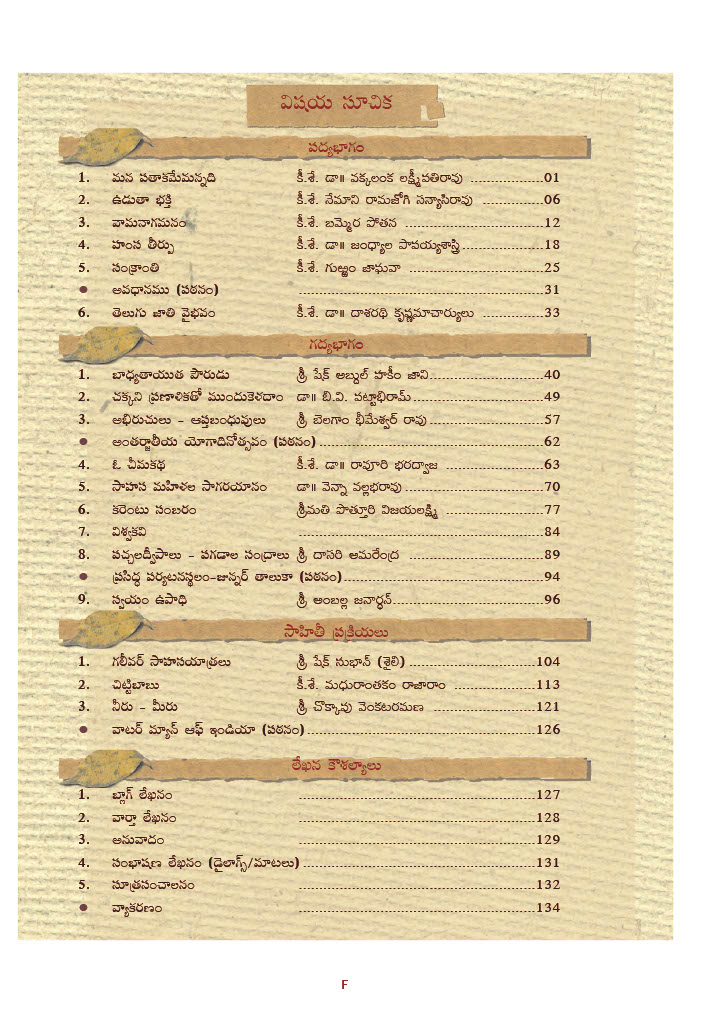 విషయ సూచిక
పద్యభాగం
1. మన పతాకమేమన్నది కీ.శే. డా॥ వక్కలంక లక్ష్మీపతిరావు ..................01
2. ఉడుతా భక్తి కీ.శే. నేమాని రామజోగి సన్యాసిరావు ...............06
3. వామనాగమనం కీ.శే. బమ్మెర పోతన ..................................12
4. హంస తీర్పు కీ.శే. డా॥ జంధ్యాల పాపయ్యశాస్త్రి ....................18
5. సంక్రాంతి కీ.శే. గుఱ్ఱం జాషువా .................................25
● అవధానము (పఠనం) ............................................................31
6. తెలుగు జాతి వైభవం కీ.శే. డా॥ దాశరథి కృష్ణమాచార్యులు ...............33
గద్యభాగం
1. బాధ్యతాయుత పౌరుడు శ్రీ షేక్ అబ్దుల్ హకీం జాని............................40
2. చక్కని ప్రణాళికతో ముందుకెళదాం డా॥ బి.వి. పట్టాభిరామ్ ................................49
3. అభిరుచులు – ఆప్తబంధువులు శ్రీ బెలగాం భీమేశ్వర్ రావు ............................57
● అంతర్జాతీయ యోగాదినోత్సవం (పఠనం) ........................................................62
4. ఓ చీమకథ కీ.శే. డా॥ రావూరి భరద్వాజ ........................63
5. సాహస మహిళల సాగరయానం డా॥ వెన్నా వల్లభరావు ..................................70
6. కరెంటు సంబరం శ్రీమతి పొత్తూరి విజయలక్ష్మి ........................77
7. విశ్వకవి ............................................................84
8. పచ్చలద్వీపాలు – పగడాల సంద్రాలు శ్రీ దాసరి అమరేంద్ర ..................................89
● ప్రసిద్ధ పర్యటనస్థలం–జున్నర్ తాలుకా (పఠనం) ..................................................94
9. స్వయం ఉపాధి శ్రీ అంబల్ల జనార్ధన్......................................96
సాహితీ ప్రక్రియలు
1. గలీవర్ సాహసయాత్రలు శ్రీ షేక్ సుభాన్ (శైలి) ...............................104
2. చిట్టిబాబు కీ.శే. మధురాంతకం రాజారాం ....................113
3. వీరు – మీరు శ్రీ చొక్కాపు వెంకటరమణ .........................121
● వాటర్ మ్యాన్ ఆఫ్ ఇండియా (పఠనం) .........................................................126
లేఖన కౌశల్యాలు
1. బ్లాగ్ లేఖనం ..........................................................127
2. వార్తా లేఖనం ..........................................................128
3. అనువాదం ..........................................................129
4. సంభాషణ లేఖనం (డైలాగ్స్/మాటలు) .........................................................131
5. సూత్రసంచాలనం ..........................................................132
● వ్యాకరణం ..........................................................134
F